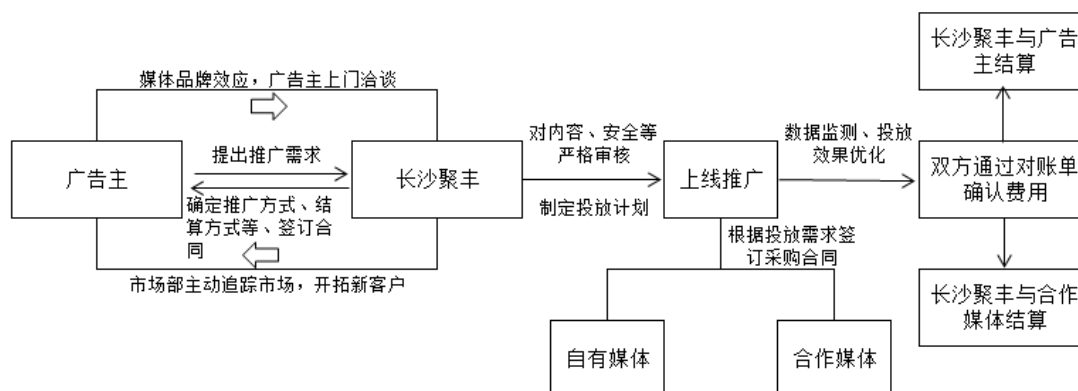 长沙聚丰与广告
主结算
媒体品牌效应，广告主上门洽谈
广告主
提出推广需求
确定推广方式、结
算方式等、签订合
同
长沙聚丰
对内容、安全等
严格审核
制定投放计划
上线推广
数据监测、投放
效果优化
双方通过对账单
确认费用
市场部主动追踪市场，开拓新客户
根据投放需求签
订采购合同
长沙聚丰与合作
媒体结算
自有媒体
合作媒体